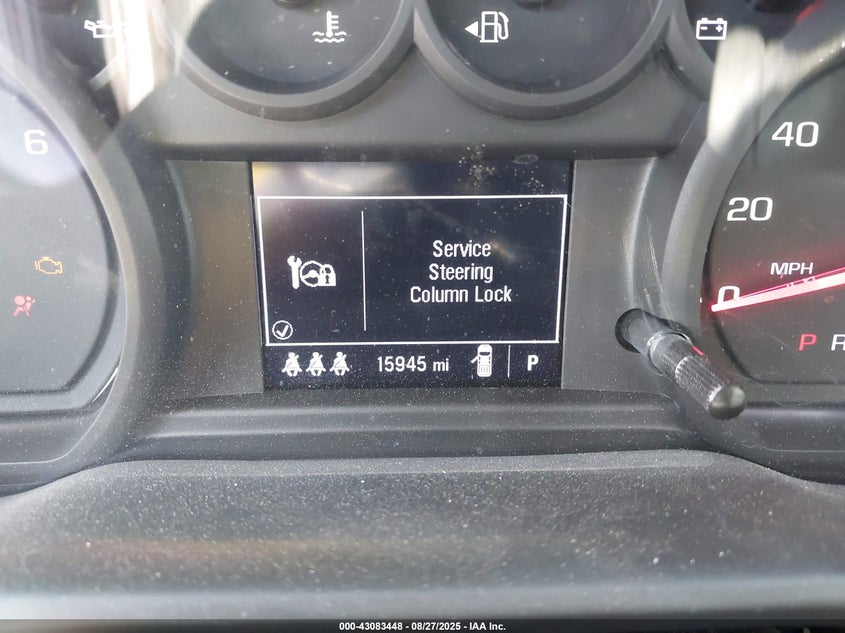 6
40
20
MPH
0
P R
Service
Steering
Column Lock
15945 mi
P
000-43083448 - 08/27/2025 - IAA Inc.